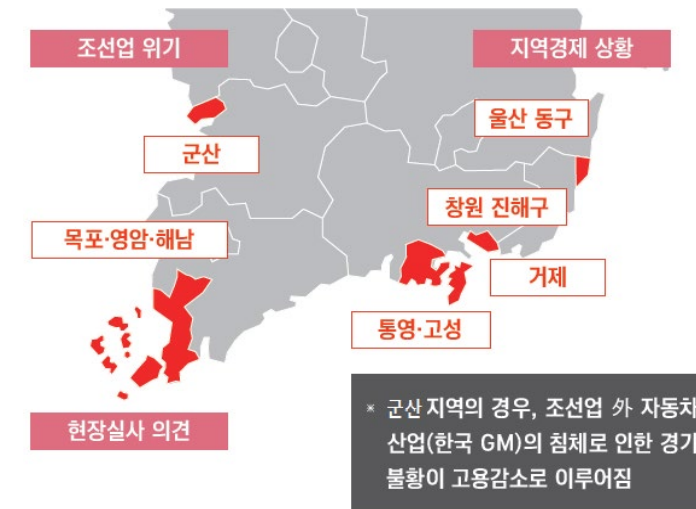 조선업 위기
지역경제 상황
울산 동구
군산
창원 진해구
목포·영암·해남
거제
통영·고성
현장실사 의견
* 군산 지역의 경우, 조선업 外 자동차
산업(한국 GM)의 침체로 인한 경기
불황이 고용감소로 이루어짐